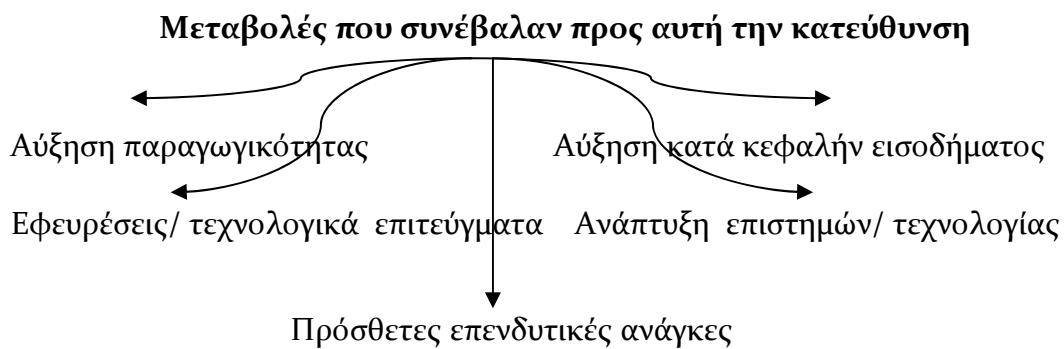 Μεταβολές που συνέβαλαν προς αυτή την κατεύθυνση
Αύξηση παραγωγικότητας Αύξηση κατά κεφαλήν εισοδήματος
Εφευρέσεις/ τεχνολογικά επιτεύγματα Ανάπτυξη επιστημών/ τεχνολογίας
Πρόσθετες επενδυτικές ανάγκες